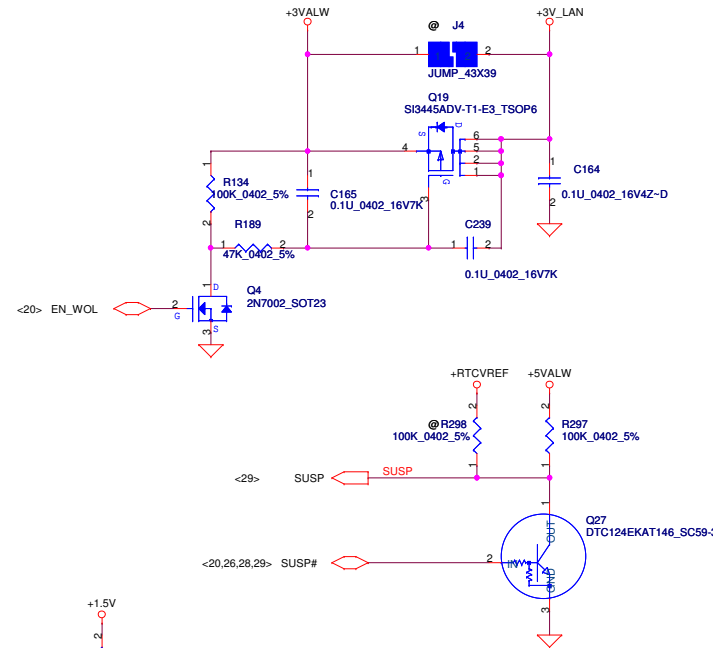 +3VALW
+3V_LAN
@ J4
1 2
JUMP_43X39
Q19
SI3445ADV-T1-E3_TSOP6
D
S
6
4 5
2
1
G
3
1
R134
100K_0402_5%
2
1
C165
0.1U_0402_16V7K
2
1
C164
0.1U_0402_16V4Z~D
2
R189
1 2
47K_0402_5%
C239
1 2
0.1U_0402_16V7K
1
D
Q4
2N7002_SOT23
<20> EN_WOL
2
G
3
S
+RTCVREF
+5VALW
2
@R298
100K_0402_5%
1
2
R297
100K_0402_5%
1
<29> SUSP
SUSP
1
Q27
DTC124EKAT146_SC59-3
OUT
<20,26,28,29> SUSP#
2
IN
GND
3
+1.5V
2